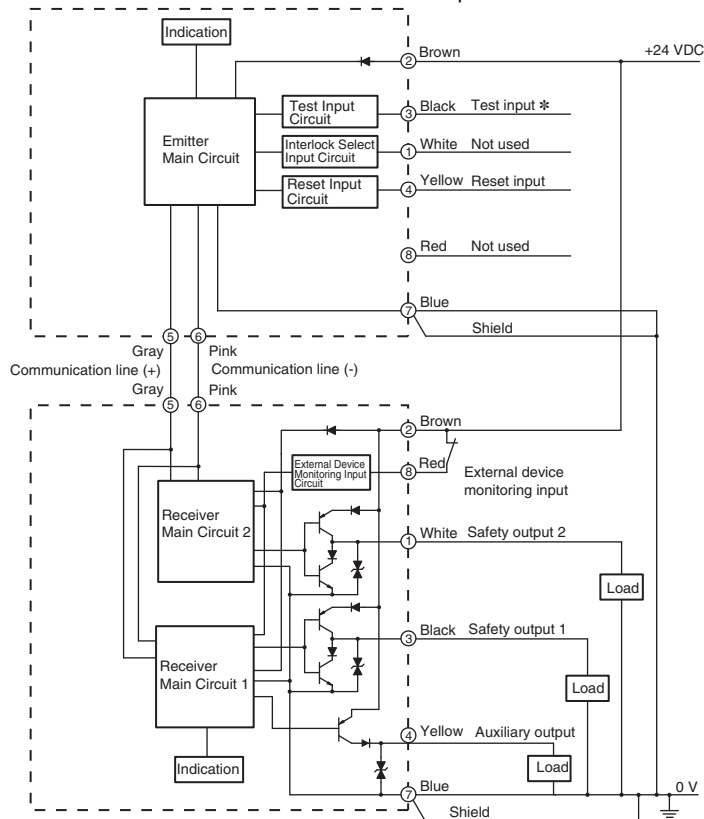 Indication
2 Brown +24 VDC
Test Input
Circuit
3 Black Test input *
Emitter
Main Circuit
Interlock Select
Input Circuit
1 White Not used
Reset Input
Circuit
4 Yellow Reset input
8 Red Not used
7 Blue
Shield
5 6
Gray Pink
Communication line (+) Communication line (-)
Gray Pink
5 6
2 Brown
External Device
Monitoring Input
Circuit
8 Red
External device
monitoring input
Receiver
Main Circuit 2
1 White Safety output 2
Load
3 Black Safety output 1
Receiver
Main Circuit 1
Load
4 Yellow Auxiliary output
Indication
Load
7 Blue 0 V
Shield